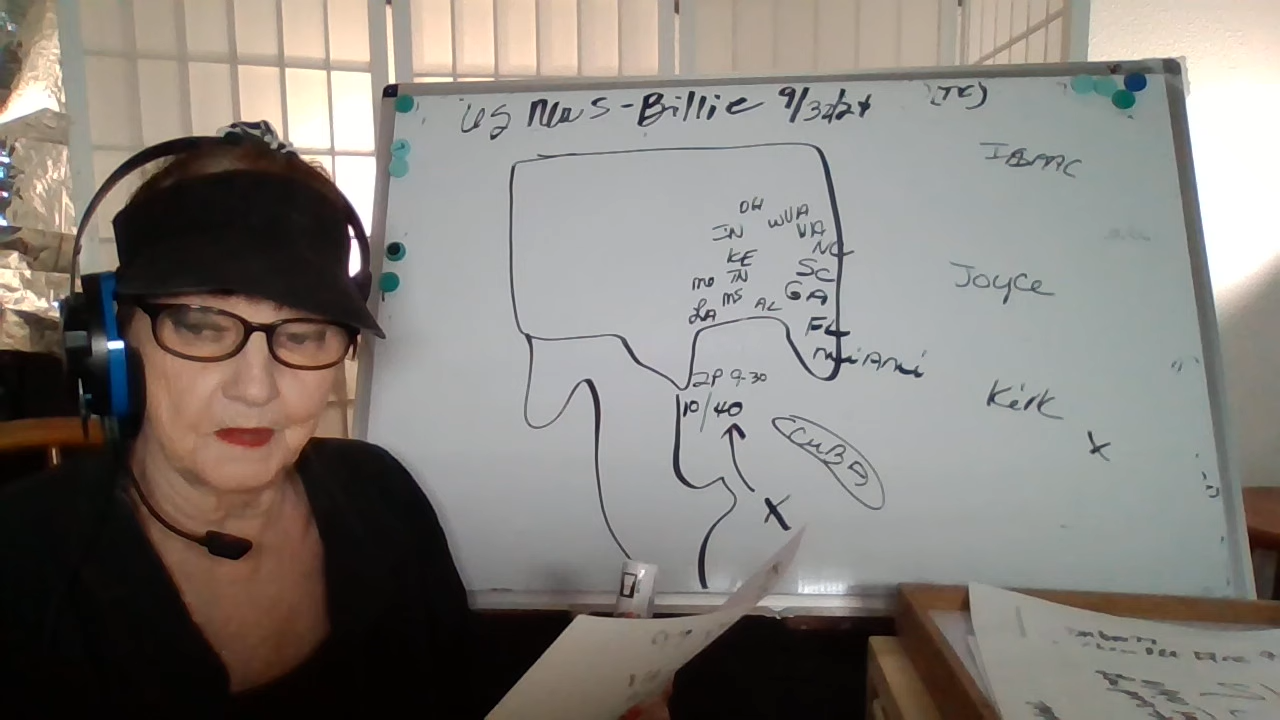 US News - Billie 9/30/24 (TC)
ISAAC
OH
WVA
IN
VA
NC
KE
SC
TN
MO
GA
MS
AL
LA
Joyce
FL
Miami
2P 9-30
10/40
Kirk
X
CUBA
X